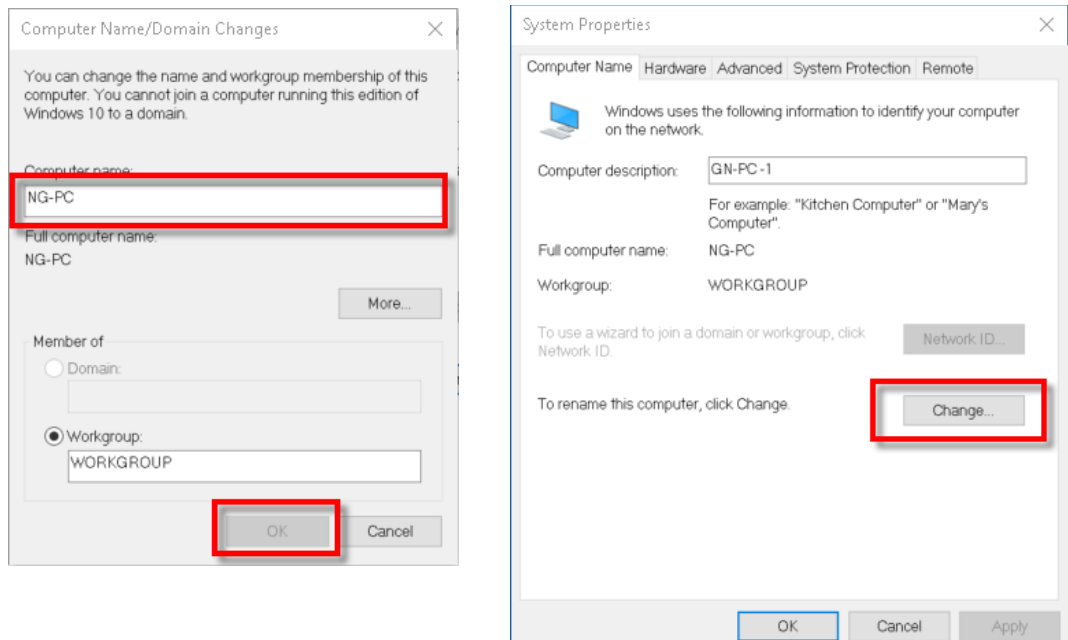 Computer Name/Domain Changes
You can change the name and workgroup membership of this
computer. You cannot join a computer running this edition of
Windows 10 to a domain.
Computer name:
NG-PC
Full computer name:
NG-PC
More...
Member of
Domain:
Workgroup:
WORKGROUP
OK
Cancel
System Properties
Computer Name
Hardware
Advanced
System Protection
Remote
Windows uses the following information to identify your computer
on the network.
Computer description:
GN-PC-1
For example: "Kitchen Computer" or "Mary's
Computer".
Full computer name:
NG-PC
Workgroup:
WORKGROUP
To use a wizard to join a domain or workgroup, click
Network ID.
Network ID...
To rename this computer, click Change.
Change...
OK
Cancel
Apply